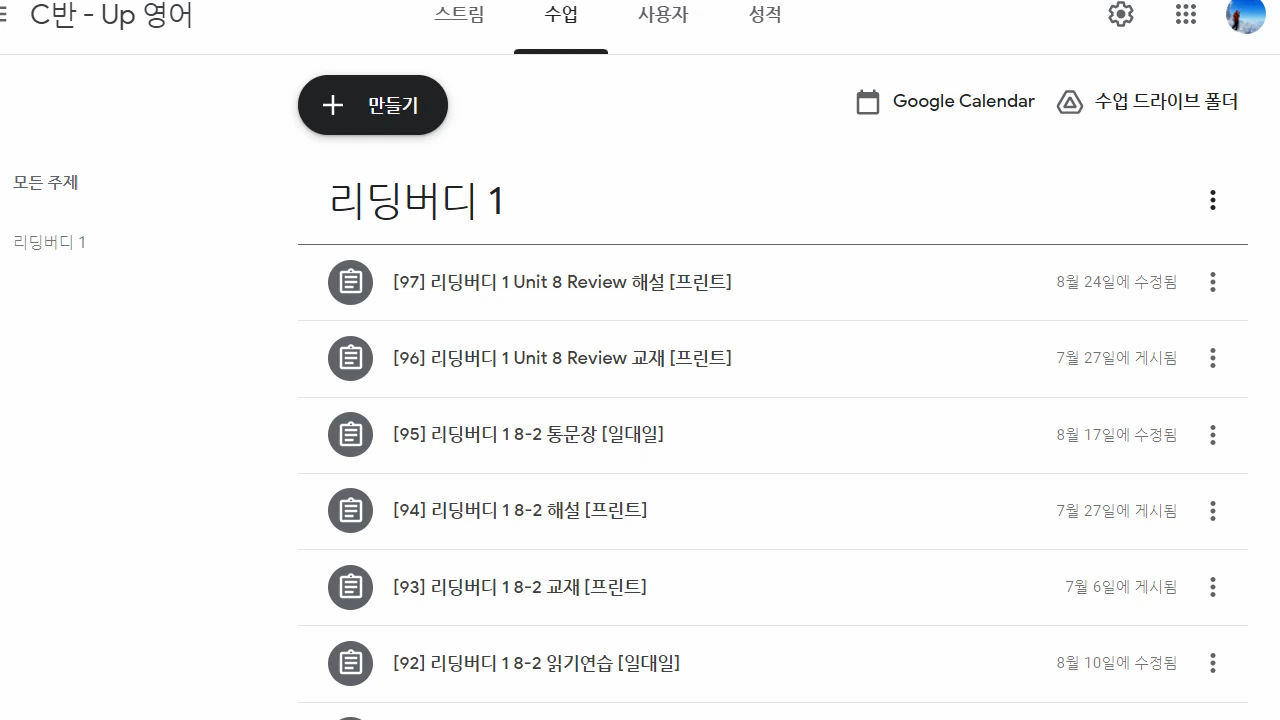 C반 - Up 영어
스트림
수업
사용자
성적
만들기
Google Calendar
수업 드라이브 폴더
모든 주제
리딩버디 1
리딩버디 1
[97] 리딩버디 1 Unit 8 Review 해설 [프린트]
8월 24일에 수정됨
[96] 리딩버디 1 Unit 8 Review 교재 [프린트]
7월 27일에 게시됨
[95] 리딩버디 1 8-2 통문장 [일대일]
8월 17일에 수정됨
[94] 리딩버디 1 8-2 해설 [프린트]
7월 27일에 게시됨
[93] 리딩버디 1 8-2 교재 [프린트]
7월 6일에 게시됨
[92] 리딩버디 1 8-2 읽기연습 [일대일]
8월 10일에 수정됨